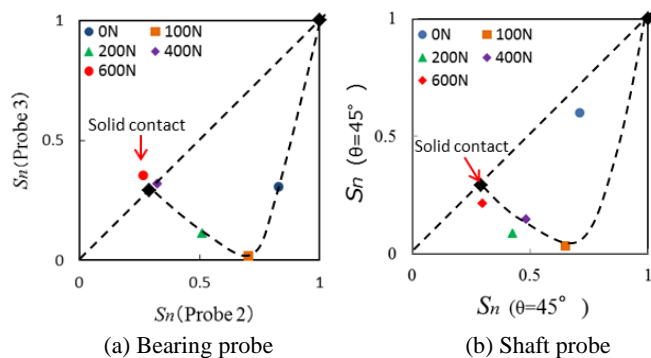 (a)
1
0N 100N
200N 400N
600N
Solid contact
0.5
Sn(Probe 3)
0
0.5
1
Sn(Probe 2)
(a) Bearing probe
(b)
1
0N 100N
200N 400N
600N
Solid contact
0.5
Sn (θ=45°)
0
0
0.5
1
Sn (θ=45°)
(b) Shaft probe